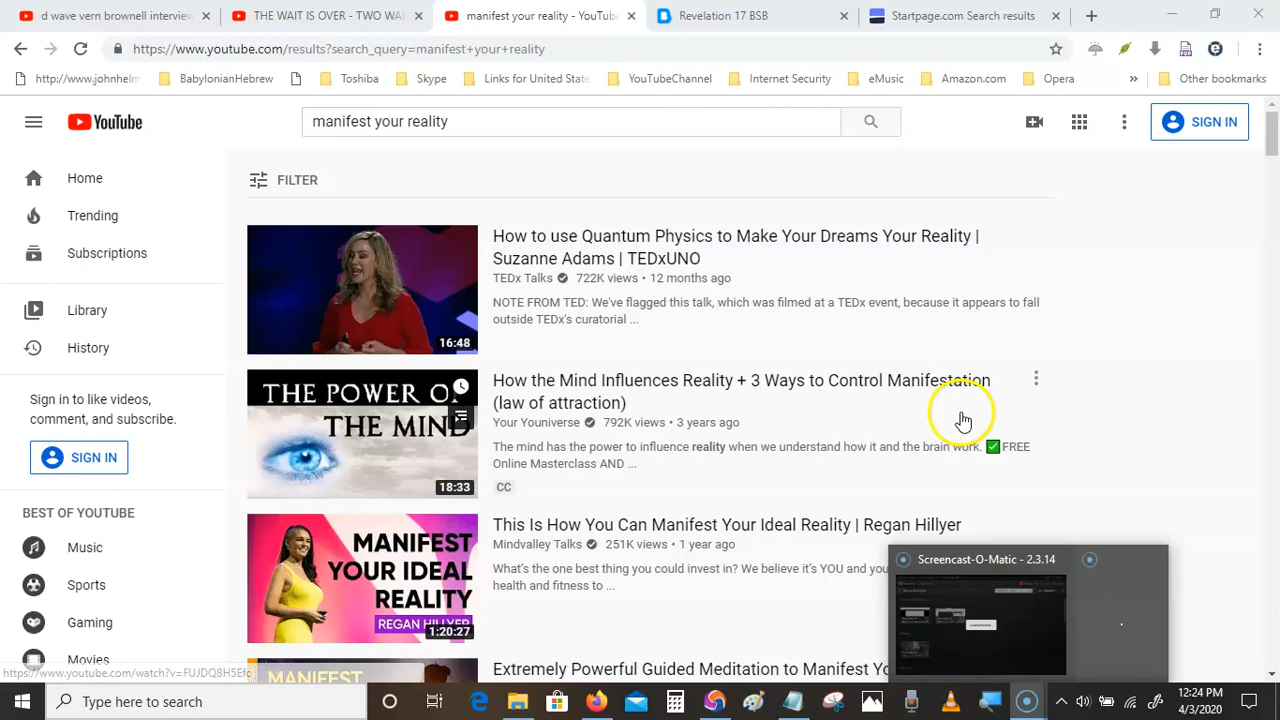 d wave vern brownell intervi
THE WAIT IS OVER - TWO WA
manifest your reality - YouTube
Revelation 17 BSB
Startpage.com Search results
https://www.youtube.com/results?search_query=manifest+your+reality
http://www.johnhelm
BabylonianHebrew
Toshiba
Skype
Links for United State
YouTubeChannel
Internet Security
eMusic
Amazon.com
Opera
Other bookmarks
YouTube
manifest your reality
SIGN IN
Home
Trending
Subscriptions
Library
History
Sign in to like videos,
comment, and subscribe.
SIGN IN
BEST OF YOUTUBE
Music
Sports
Gaming
Movies
https://www.youtube.com/
FILTER
How to use Quantum Physics to Make Your Dreams Your Reality |
Suzanne Adams | TEDxUNO
TEDx Talks 722K views • 12 months ago
NOTE FROM TED: We've flagged this talk, which was filmed at a TEDx event, because it appears to fall
outside TEDx's curatorial ...
16:48
THE POWER OF
THE MIND
18:33
How the Mind Influences Reality + 3 Ways to Control Manifestation
(law of attraction)
Your Youniverse 792K views • 3 years ago
The mind has the power to influence reality when we understand how it and the brain work. ✅ FREE
Online Masterclass AND ...
CC
MANIFEST
YOUR IDEAL
REALITY
REGAN HILLYER
1:20:27
This Is How You Can Manifest Your Ideal Reality | Regan Hillyer
Mindvalley Talks 251K views • 1 year ago
What's the one best thing you could invest in? We believe it's YOU and you
health and fitness to ...
MANIFEST
Extremely Powerful Guided Meditation to Manifest Yo
Screencast-O-Matic - 2.3.14
Type here to search
12:24 PM
4/3/2020